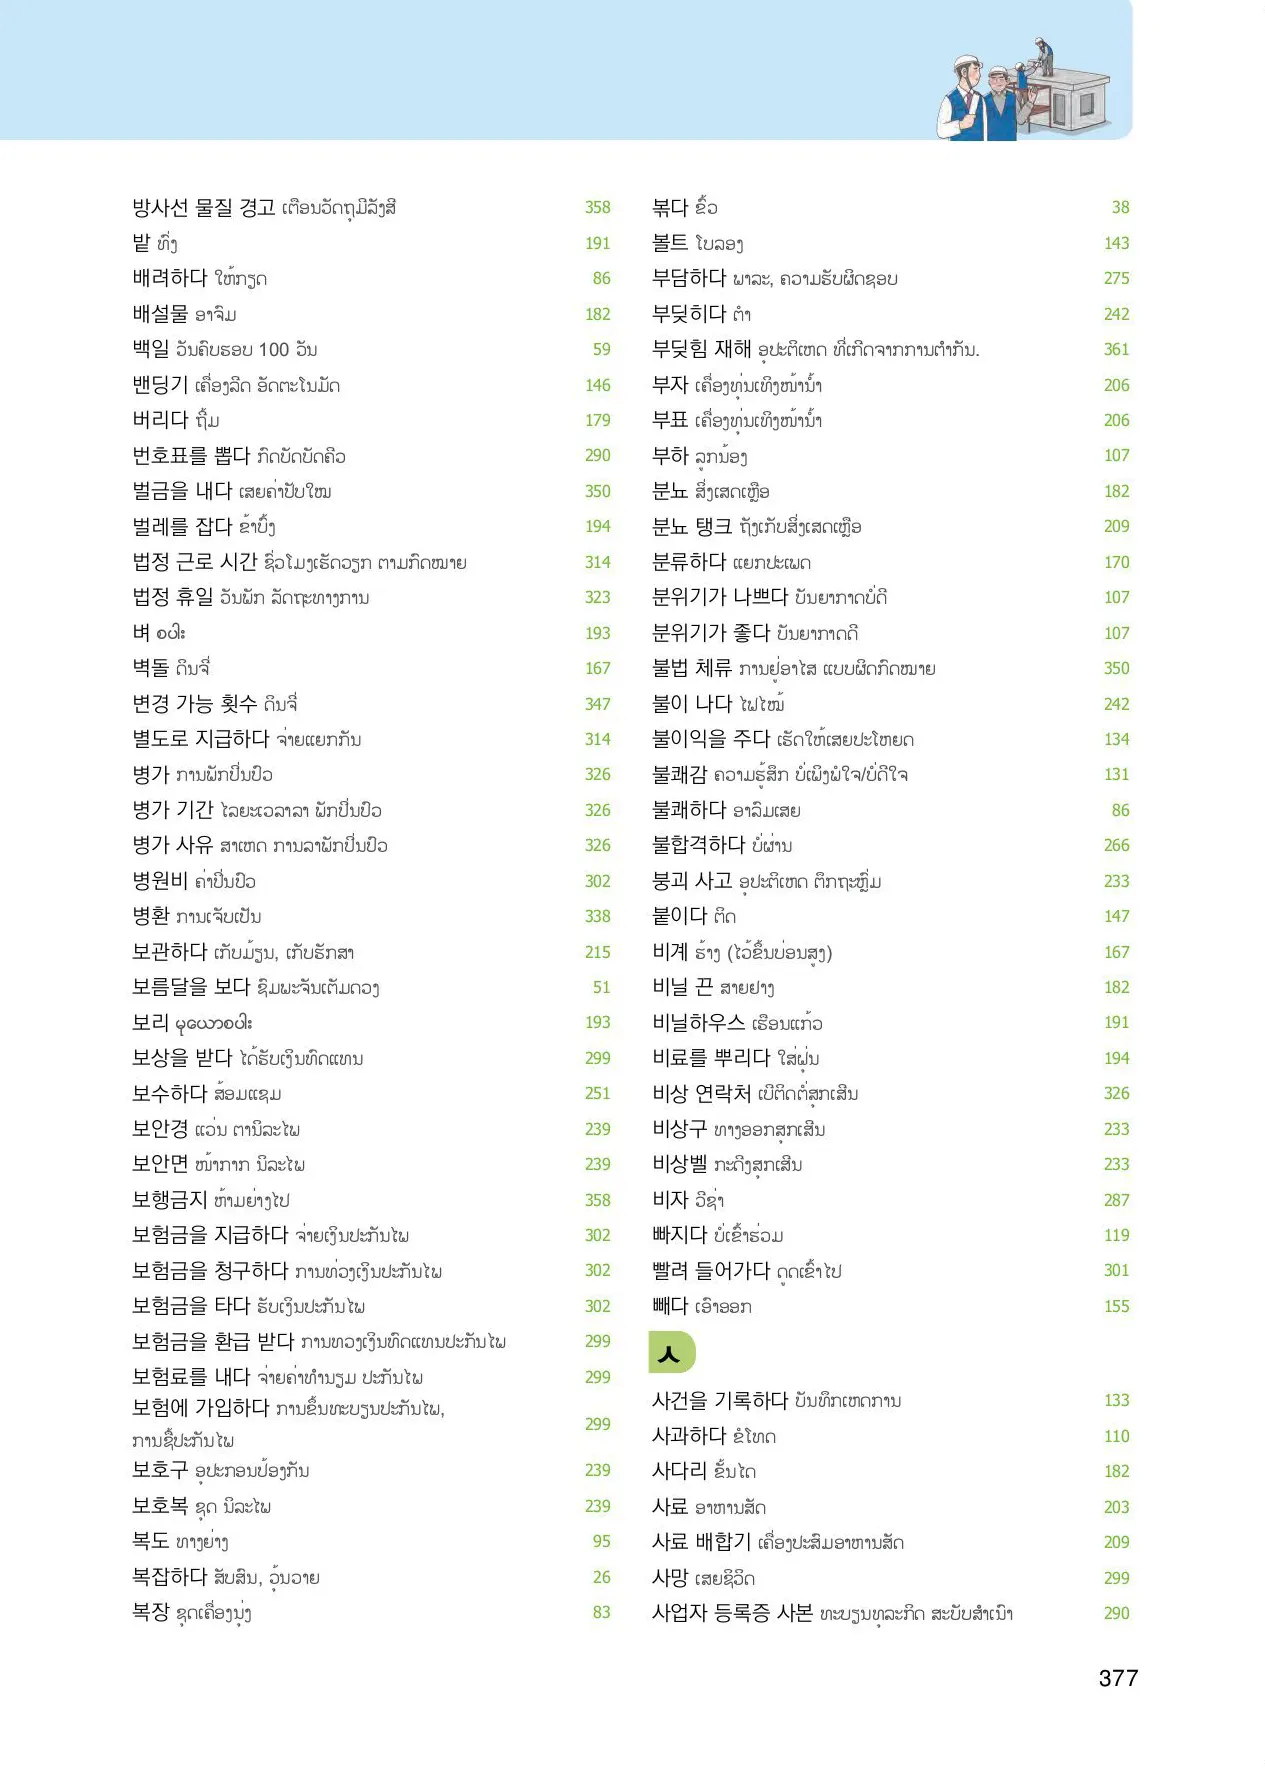 방사선 물질 경고 ເຕືອນວັດຖຸມີລັງສີ 358
밭 ທົ່ງ 191
배려하다 ໃຫ້ກຽດ 86
배설물 ອາຈົມ 182
백일 ວັນຄົບຮອບ 100 ວັນ 59
밴딩기 ເຄື່ອງລີດ ອັດຕະໂນມັດ 146
버리다 ຖິ້ມ 179
번호표를 뽑다 ກົດບັດບັດຄິວ 290
벌금을 내다 ເສຍຄ່າປັບໃໝ 350
벌레를 잡다 ຂ້າບົ້ງ 194
법정 근로 시간 ຊົ່ວໂມງເຮັດວຽກ ຕາມກົດໝາຍ 314
법정 휴일 ວັນພັກ ລັດຖະທາງການ 323
벼 စပါး 193
벽돌 ດິນຈີ່ 167
변경 가능 횟수 ດິນຈີ່ 347
별도로 지급하다 ຈ່າຍແຍກກັນ 314
병가 ການພັກປິ່ນປົວ 326
병가 기간 ໄລຍະເວລາລາ ພັກປິ່ນປົວ 326
병가 사유 ສາເຫດ ການລາພັກປິ່ນປົວ 326
병원비 ຄ່າປິ່ນປົວ 302
병환 ການເຈັບເປັນ 338
보관하다 ເກັບມ້ຽນ, ເກັບຮັກສາ 215
보름달을 보다 ຊົມພະຈັນເຕັມດວງ 51
보리 မုယောစပါး 193
보상을 받다 ໄດ້ຮັບເງິນທົດແທນ 299
보수하다 ສ້ອມແຊມ 251
보안경 ແວ່ນ ຕານິລະໄພ 239
보안면 ໜ້າກາກ ນິລະໄພ 239
보행금지 ຫ້າມຍ່າງໄປ 358
보험금을 지급하다 ຈ່າຍເງິນປະກັນໄພ 302
보험금을 청구하다 ການທ່ວງເງິນປະກັນໄພ 302
보험금을 타다 ຮັບເງິນປະກັນໄພ 302
보험금을 환급 받다 ການທວງເງິນທົດແທນປະກັນໄພ 299
보험료를 내다 ຈ່າຍຄ່າທຳນຽມ ປະກັນໄພ 299
보험에 가입하다 ການຂຶ້ນທະບຽນປະກັນໄພ,
ການຊື້ປະກັນໄພ 299
보호구 ອຸປະກອນປ້ອງກັນ 239
보호복 ຊຸດ ນິລະໄພ 239
복도 ທາງຍ່າງ 95
복잡하다 ສັບສົນ, ວຸ້ນວາຍ 26
복장 ຊຸດເຄື່ອງນຸ່ງ 83
볶다 ຂົ້ວ 38
볼트 ໂບລອງ 143
부담하다 ພາລະ, ຄວາມຮັບຜິດຊອບ 275
부딪히다 ຕຳ 242
부딪힘 재해 ອຸປະຕິເຫດ ທີ່ເກີດຈາກການຕຳກັນ. 361
부자 ເຄື່ອງທຸ່ນເທິງໜ້ານ້ຳ 206
부표 ເຄື່ອງທຸ່ນເທິງໜ້ານ້ຳ 206
부하 ລູກນ້ອງ 107
분뇨 ສິ່ງເສດເຫຼືອ 182
분뇨 탱크 ຖັງເກັບສິ່ງເສດເຫຼືອ 209
분류하다 ແຍກປະເພດ 170
분위기가 나쁘다 ບັນຍາກາດບໍ່ດີ 107
분위기가 좋다 ບັນຍາກາດດີ 107
불법 체류 ການຢູ່ອາໄສ ແບບຜິດກົດໝາຍ 350
불이 나다 ໄຟໄໝ້ 242
불이익을 주다 ເຮັດໃຫ້ເສຍປະໂຫຍດ 134
불쾌감 ຄວາມຮູ້ສຶກ ບໍ່ເພິງພໍໃຈ/ບໍ່ດີໃຈ 131
불쾌하다 ອາລົມເສຍ 86
불합격하다 ບໍ່ຜ່ານ 266
붕괴 사고 ອຸປະຕິເຫດ ຕຶກຖະຫຼົ່ມ 233
붙이다 ຕິດ 147
비계 ຮ້າງ (ໄວ້ຂຶ້ນບ່ອນສູງ) 167
비닐 끈 ສາຍຢາງ 182
비닐하우스 ເຮືອນແກ້ວ 191
비료를 뿌리다 ໃສ່ຝຸ່ນ 194
비상 연락처 ເບີຕິດຕໍ່ສຸກເສີນ 326
비상구 ທາງອອກສຸກເສີນ 233
비상벨 ກະດິງສຸກເສີນ 233
비자 ວີຊ່າ 287
빠지다 ບໍ່ເຂົ້າຮ່ວມ 119
빨려 들어가다 ດູດເຂົ້າໄປ 301
빼다 ເອົາອອກ 155
ㅅ
사건을 기록하다 ບັນທຶກເຫດການ 133
사과하다 ຂໍໂທດ 110
사다리 ຂັ້ນໄດ 182
사료 ອາຫານສັດ 203
사료 배합기 ເຄື່ອງປະສົມອາຫານສັດ 209
사망 ເສຍຊິວິດ 299
사업자 등록증 사본 ທະບຽນທຸລະກິດ ສະບັບສຳເນົາ 290
377